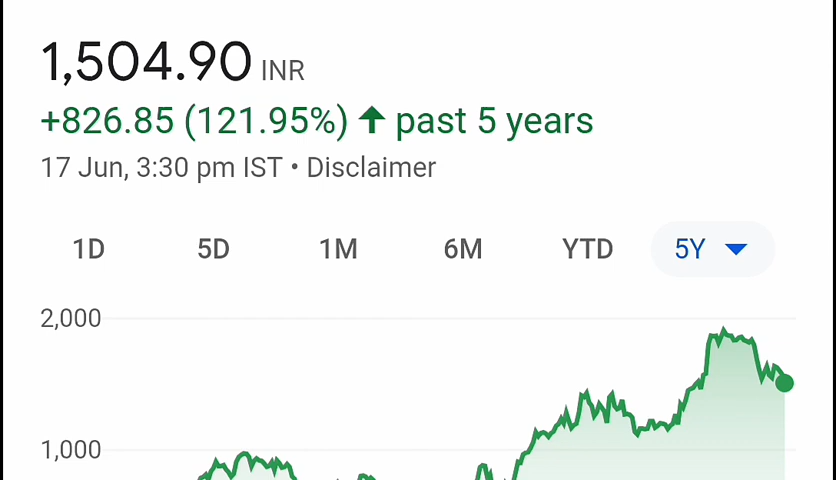 1,504.90 INR
+826.85 (121.95%) ↑ past 5 years
17 Jun, 3:30 pm IST • Disclaimer
1D 5D 1M 6M YTD 5Y
2,000
1,000